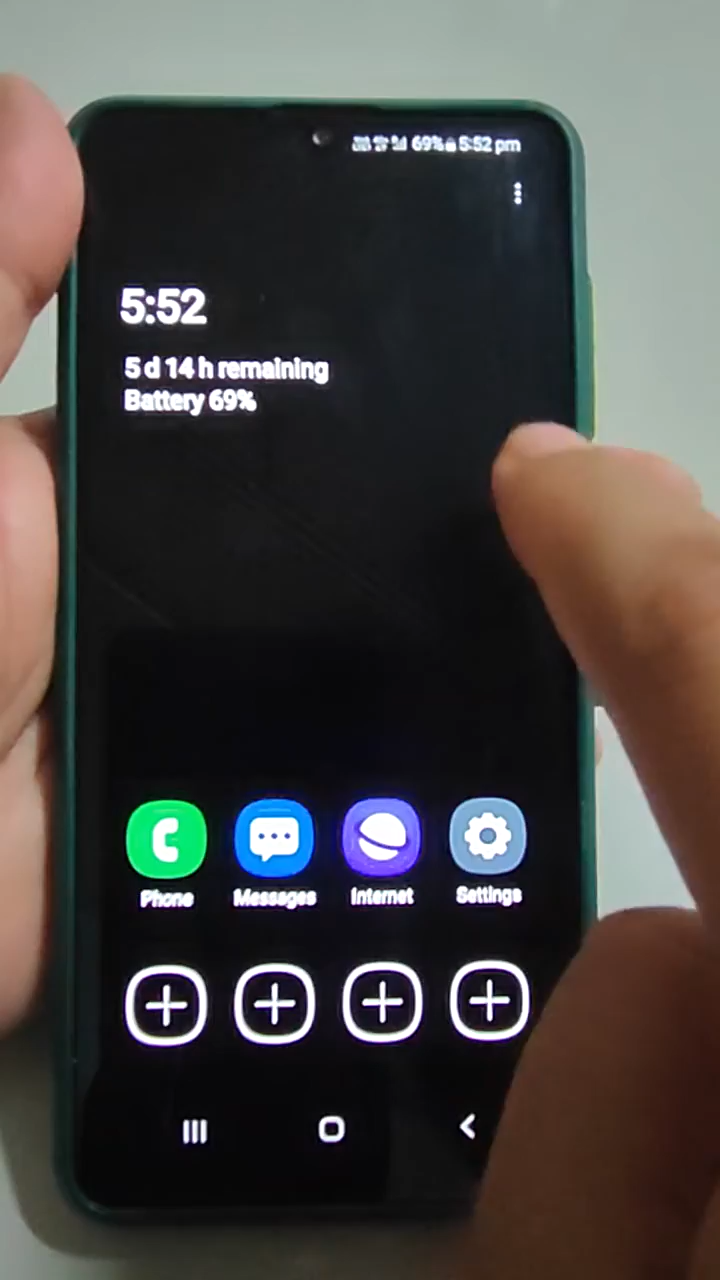 69% 5:52 pm
5:52
5 d 14 h remaining
Battery 69%
Phone Messages Internet Settings